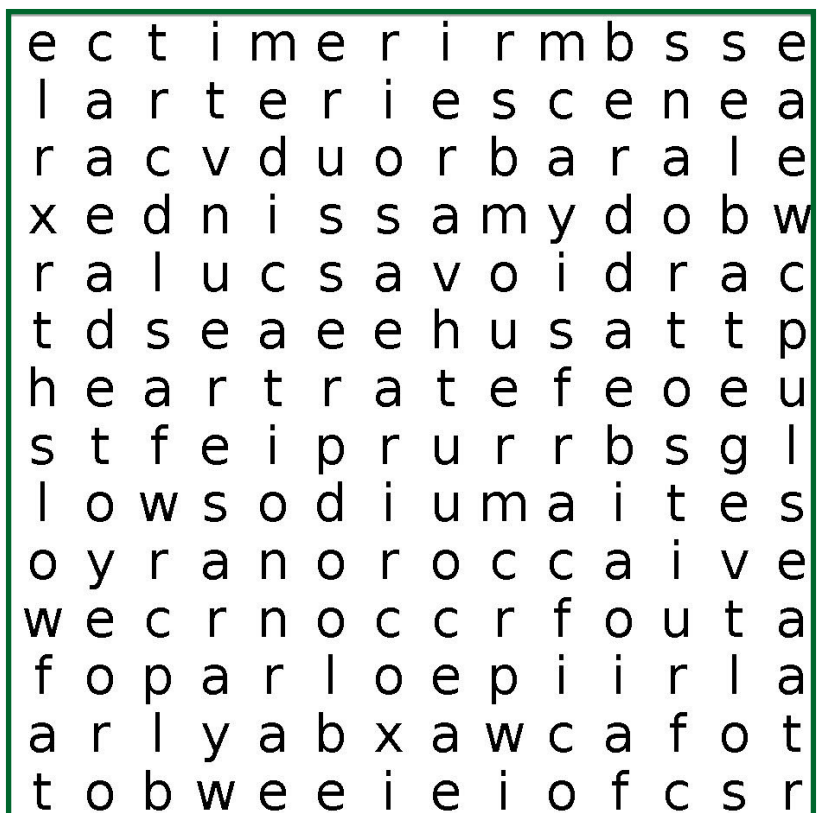 e c t i m e r i r m b s s e
l a r t e r i e s c e n e a
r a c v d u o r b a r a l e
x e d n i s s a m y d o b w
r a l u c s a v o i d r a c
t d s e a e e h u s a t t p
h e a r t r a t e f e o e u
s t f e i p r u r r b s g l
l o w s o d i u m a i t e s
o y r a n o r o c c a i v e
w e c r n o c c r f o u t a
f o p a r l o e p i i r l a
a r l y a b x a w c a f o t
t o b w e e i e i o f c s r